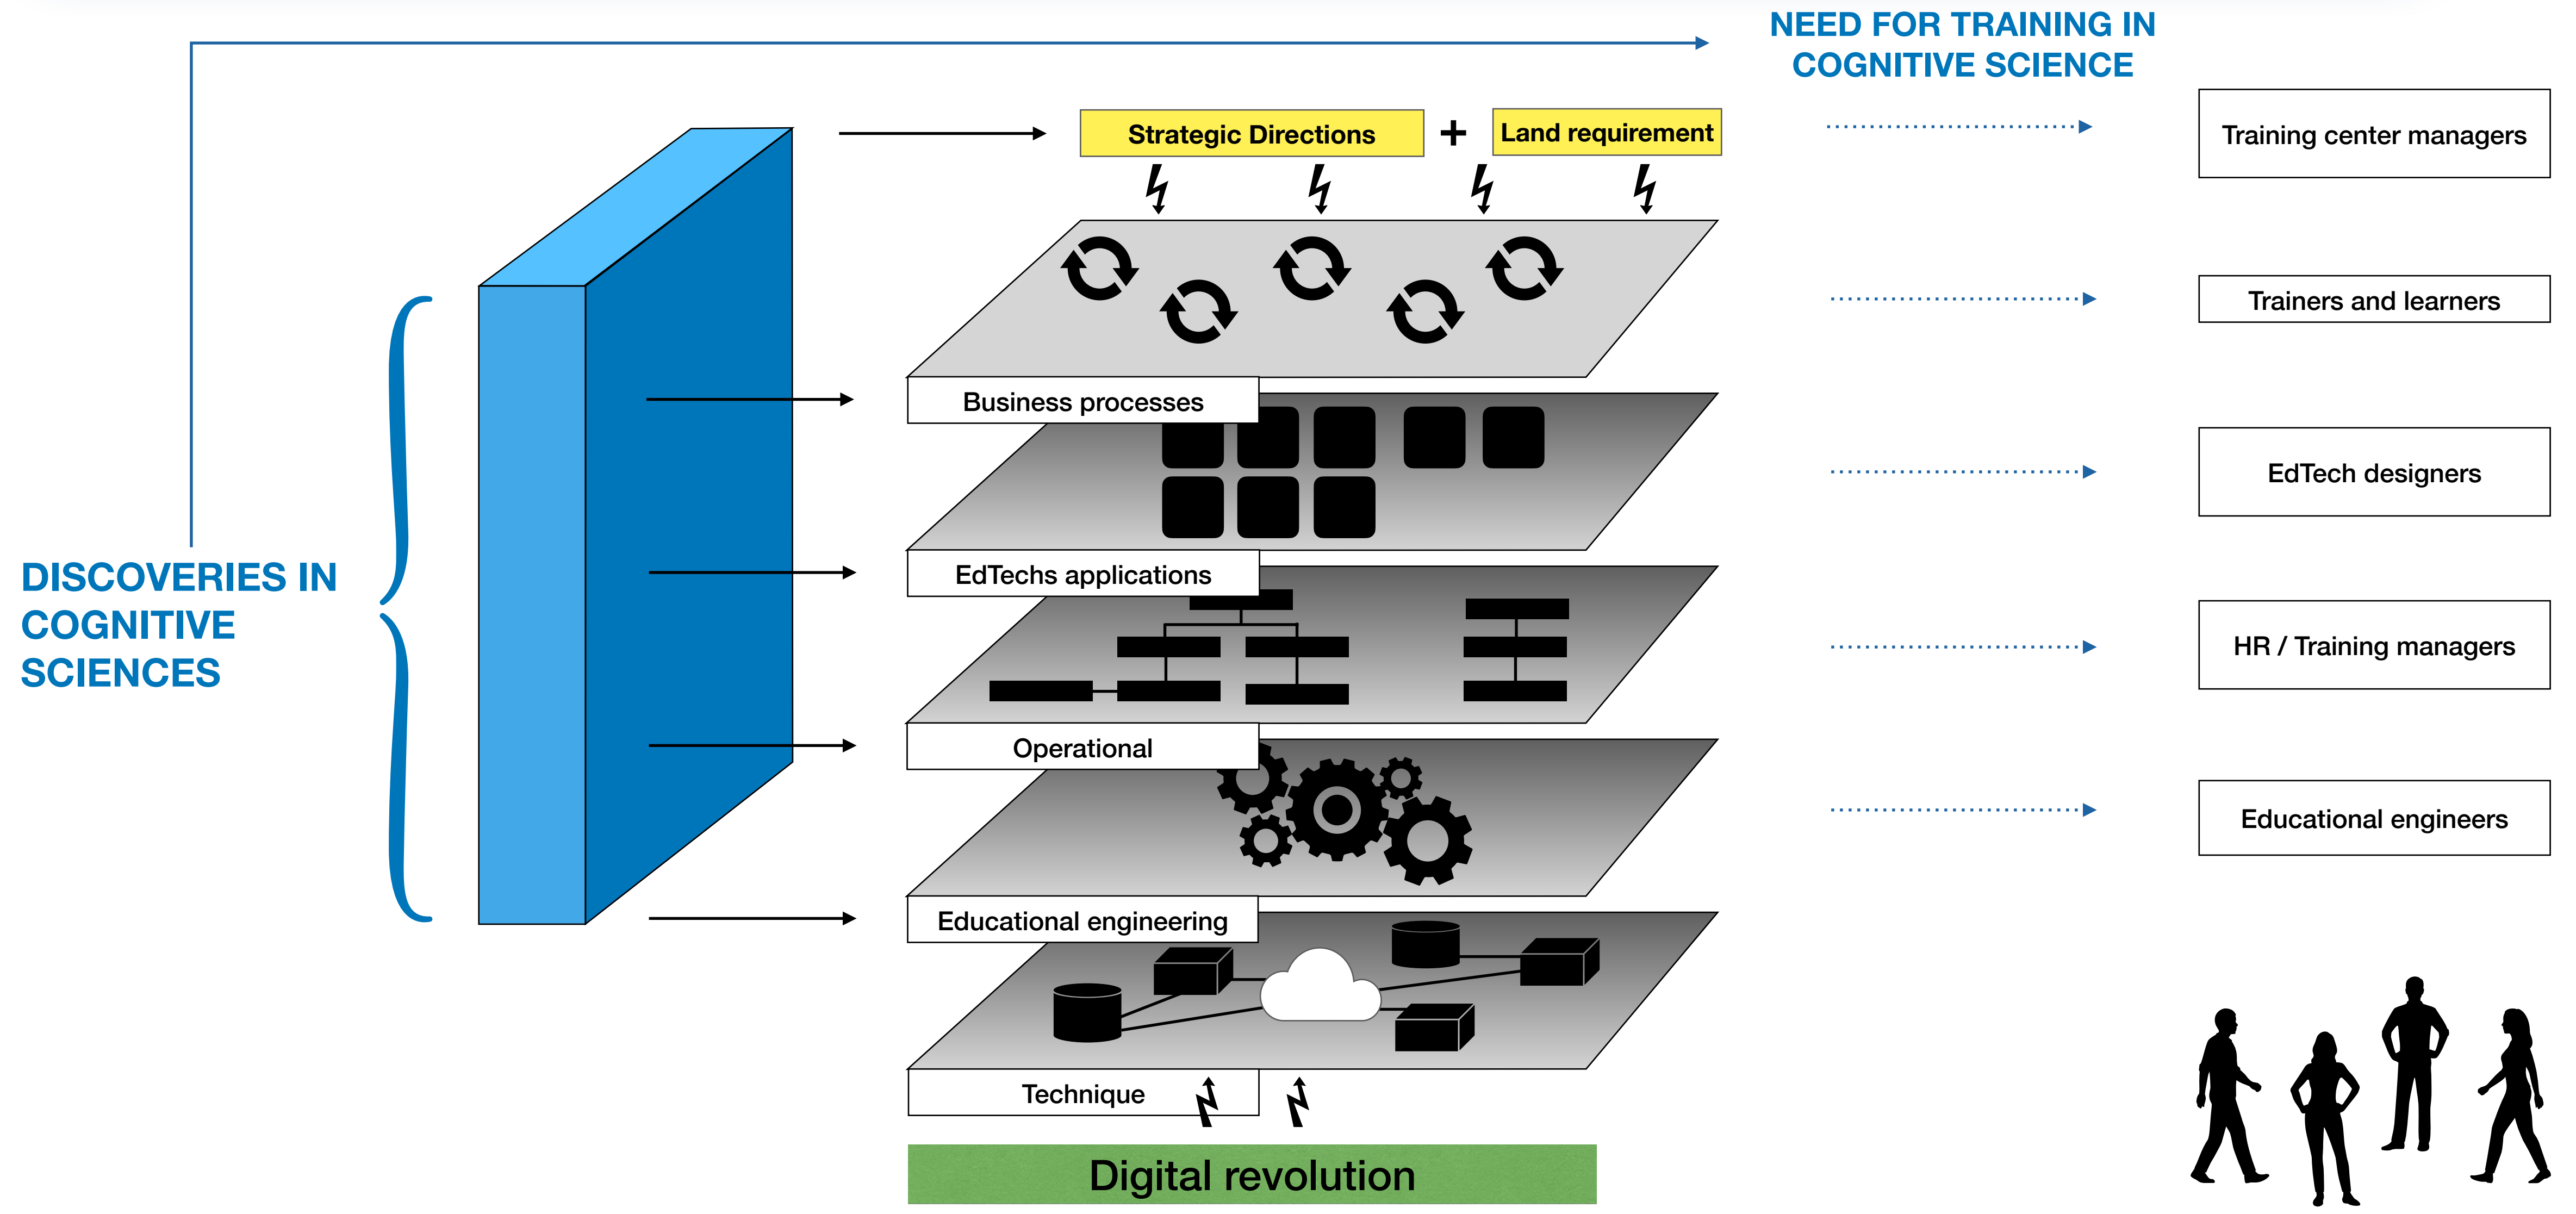 NEED FOR TRAINING IN
COGNITIVE SCIENCE
Strategic Directions
+
Land requirement
Training center managers
Trainers and learners
Business processes
EdTech designers
DISCOVERIES IN
COGNITIVE
SCIENCES
EdTechs applications
HR / Training managers
Operational
Educational engineers
Educational engineering
Technique
Digital revolution